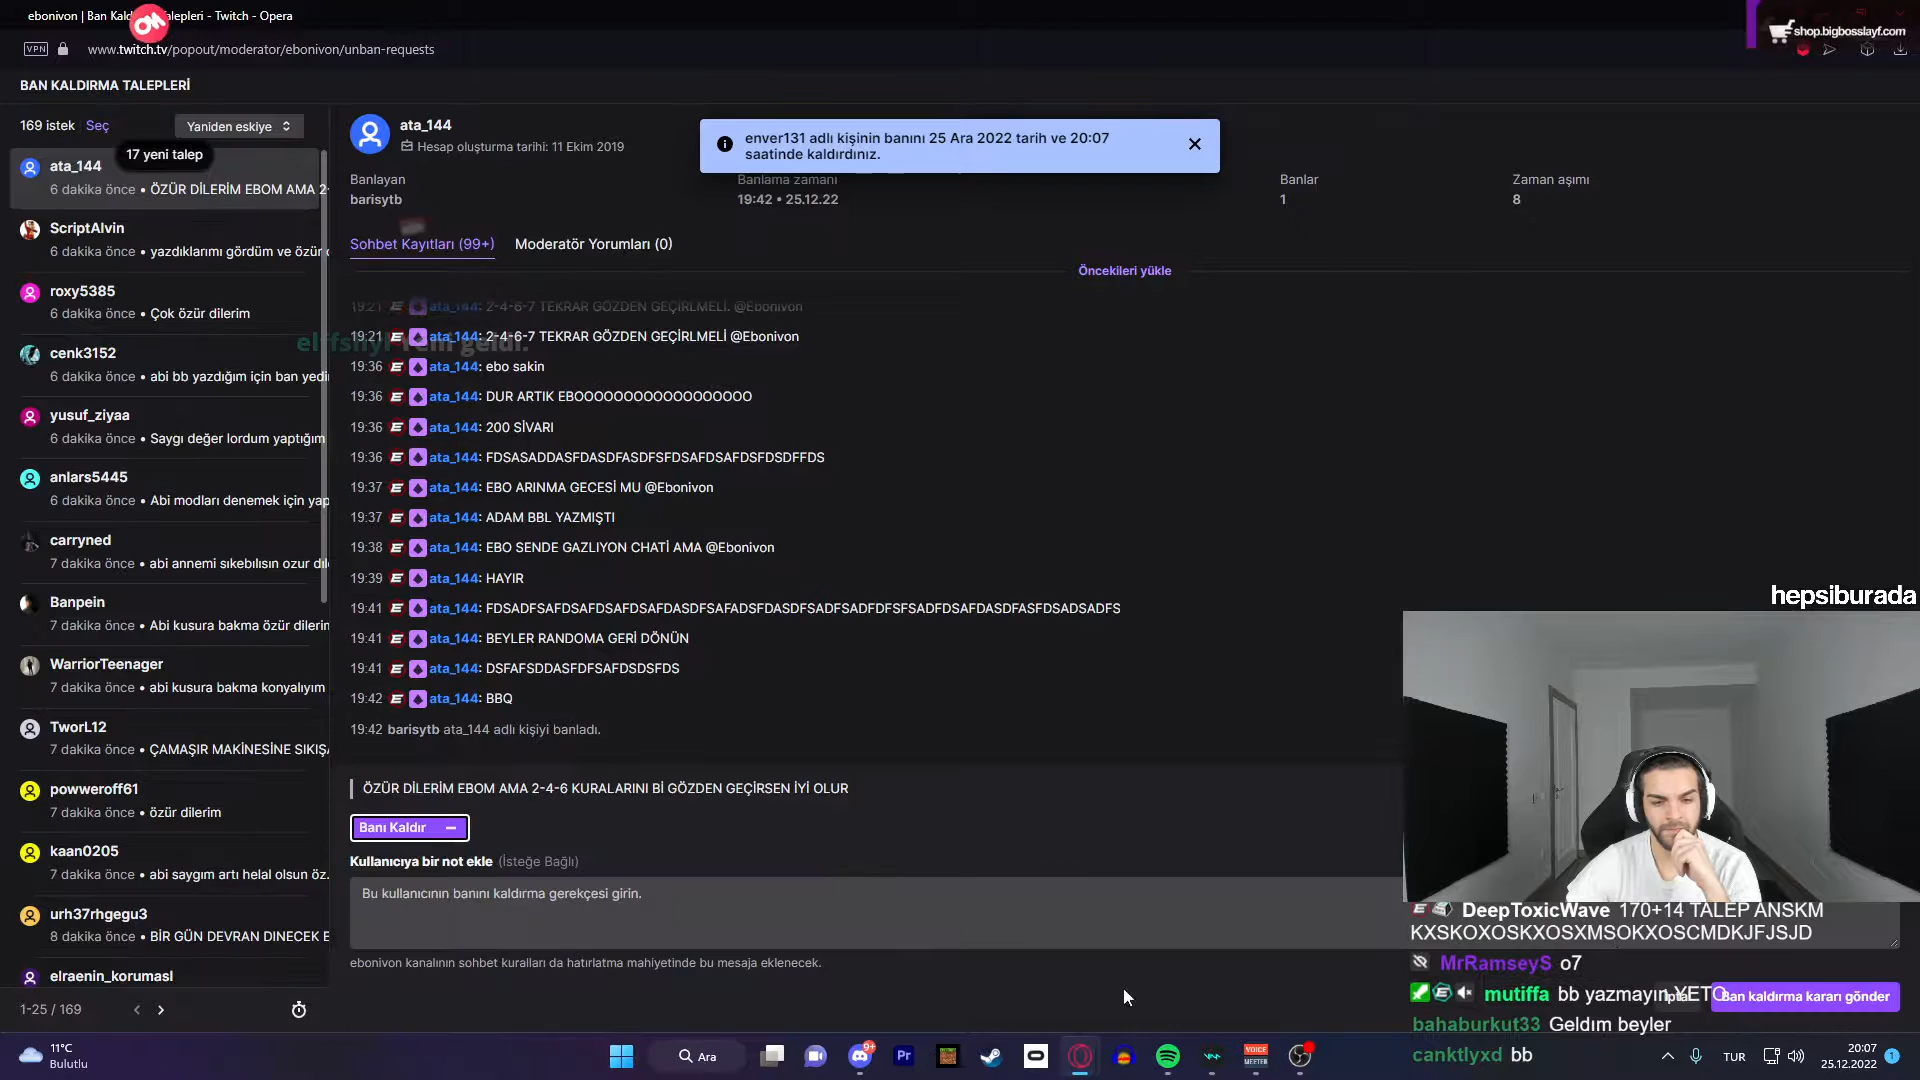 ebonivon | Ban Kal talepleri - Twitch - Opera
VPN
www.twitch.tv/popout/moderator/ebonivon/unban-requests
shop.bigbosslayf.com
BAN KALDIRMA TALEPLERİ
169 istek Seç
Yaniden eskiye
17 yeni talep
ata_144
6 dakika önce • ÖZÜR DİLERİM EBOM AMA 2-
ScriptAlvin
6 dakika önce • yazdıklarımı gördüm ve özür
roxy5385
6 dakika önce • Çok özür dilerim
cenk3152
6 dakika önce • abi bb yazdığım için ban yedi
yusuf_ziyaa
6 dakika önce • Saygı değer lordum yaptığım
anlars5445
6 dakika önce • Abi modları denemek için yap
carryned
7 dakika önce • abi annemi sıkebılısın ozur dil
Banpein
7 dakika önce • Abi kusura bakma özür dilerin
WarriorTeenager
7 dakika önce • abi kusura bakma konyalıyım
TworL12
7 dakika önce • ÇAMAŞIR MAKİNESİNE SIKIŞ
powweroff61
7 dakika önce • özür dilerim
kaan0205
7 dakika önce • abi saygım artı helal olsun öz.
urh37rhgegu3
8 dakika önce • BİR GÜN DEVRAN DINECEK E
elraenin_korumasI
1-25 / 169
ata_144
Hesap oluşturma tarihi: 11 Ekim 2019
enver131 adlı kişinin banını 25 Ara 2022 tarih ve 20:07
saatinde kaldırdınız.
Banlayan
barisytb
Banlama zamanı
19:42 • 25.12.22
Banlar
1
Zaman aşımı
8
Sohbet Kayıtları (99+)
Moderatör Yorumları (0)
Öncekileri yükle
19:21 ata_144: 2-4-6-7 TEKRAR GÖZDEN GEÇİRLMELİ. @Ebonivon
19:21 ata_144: 2-4-6-7 TEKRAR GÖZDEN GEÇİRLMELİ @Ebonivon
geldi.
19:36 ata_144: ebo sakin
19:36 ata_144: DUR ARTIK EBOOOOOOOOOOOOOOOOOO
19:36 ata_144: 200 SİVARI
19:36 ata_144: FDSASADDASFDASDFASDFSFDSAFDSAFDSFDSDFFDS
19:37 ata_144: EBO ARINMA GECESİ MU @Ebonivon
19:37 ata_144: ADAM BBL YAZMIŞTI
19:38 ata_144: EBO SENDE GAZLIYON CHATİ AMA @Ebonivon
19:39 ata_144: HAYIR
19:41 ata_144: FDSADFSAFDSAFDSAFDSAFDASDFSAFADSFDASDFSADFSADFDFSFSADFDSAFDASDFASFDSADSADFS
19:41 ata_144: BEYLER RANDOMA GERİ DÖNÜN
19:41 ata_144: DSFAFSDDASFDFSAFDSDSFDS
19:42 ata_144: BBQ
19:42 barisytb ata_144 adlı kişiyi banladı.
ÖZÜR DİLERİM EBOM AMA 2-4-6 KURALARINI Bİ GÖZDEN GEÇİRSEN İYİ OLUR
Banı Kaldır
Kullanıcıya bir not ekle (İsteğe Bağlı)
Bu kullanıcının banını kaldırma gerekçesi girin.
ebonivon kanalının sohbet kuralları da hatırlatma mahiyetinde bu mesaja eklenecek.
hepsiburada
DeepToxicWave 170+14 TALEP ANSKM
KXSKOXOSKXOSXMSOKXOSCMDKJFJSJD
MrRamseyS o7
mutiffa bb yazmayın YETO
İptal
Ban kaldırma kararı gönder
bahaburkut33 Geldım beyler
canktlyxd bb
11°C
Bulutlu
Ara
9+
Pr
VOICE
MEETER
TUR
20:07
25.12.2022
1